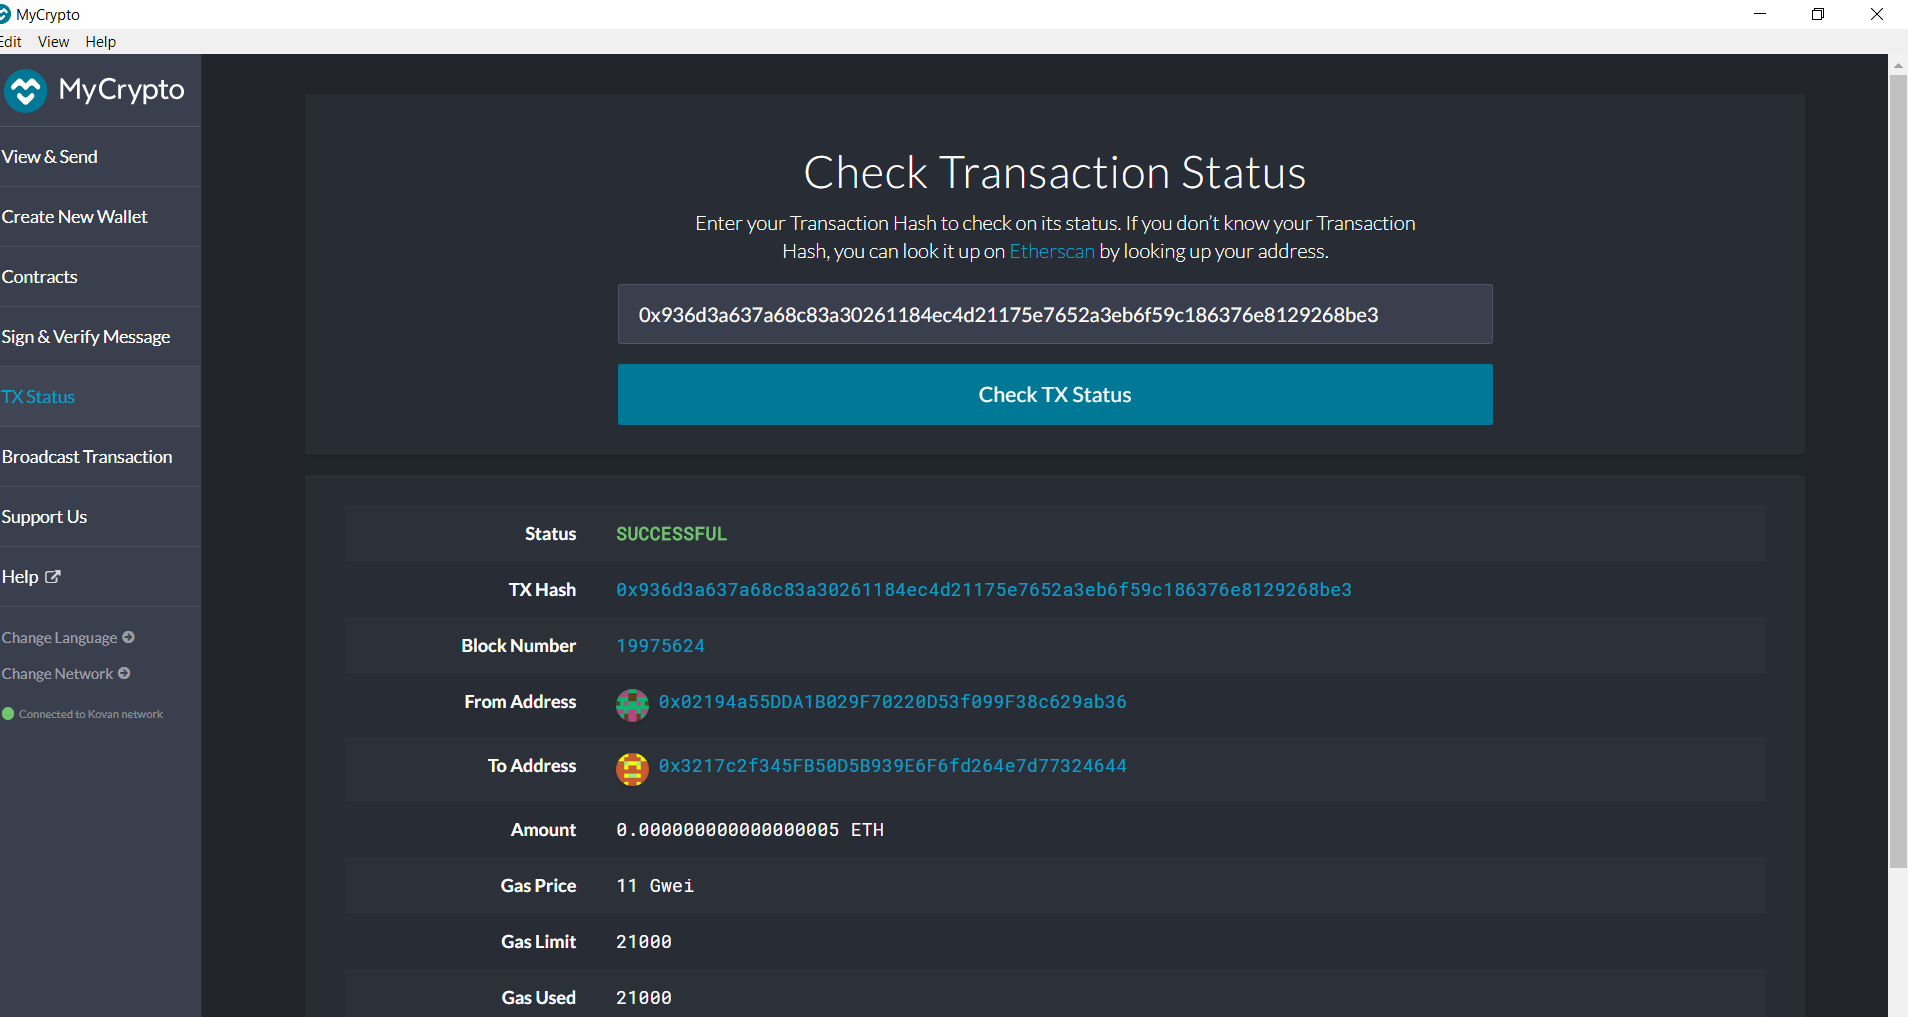 MyCrypto
Edit View Help
MyCrypto
View & Send
Create New Wallet
Contracts
Sign & Verify Message
TX Status
Broadcast Transaction
Support Us
Help
Change Language
Change Network
Connected to Kovan network
Check Transaction Status
Enter your Transaction Hash to check on its status. If you don’t know your Transaction
Hash, you can look it up on Etherscan by looking up your address.
0x936d3a637a68c83a30261184ec4d21175e7652a3eb6f59c186376e8129268be3
Check TX Status
Status SUCCESSFUL
TX Hash 0x936d3a637a68c83a30261184ec4d21175e7652a3eb6f59c186376e8129268be3
Block Number 19975624
From Address 0x02194a55DDA1B029F70220D53f099F38c629ab36
To Address 0x3217c2f345FB50D5B939E6F6fd264e7d77324644
Amount 0.000000000000000005 ETH
Gas Price 11 Gwei
Gas Limit 21000
Gas Used 21000